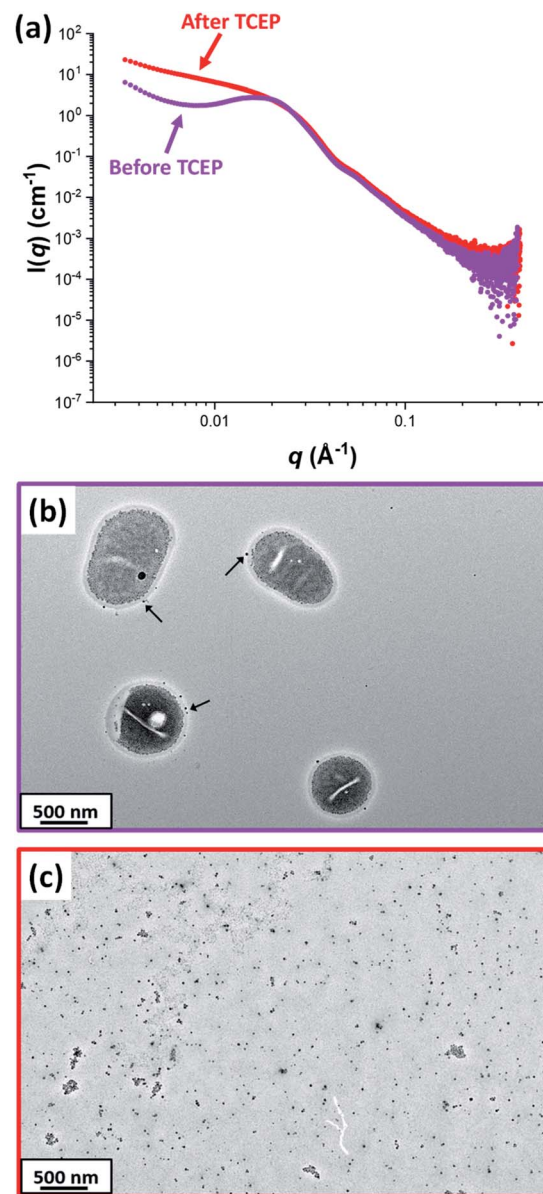 (a)
10²
10¹
10⁰
10⁻¹
10⁻²
10⁻³
10⁻⁴
10⁻⁵
10⁻⁶
10⁻⁷
I(q) (cm⁻¹)
After TCEP
Before TCEP
0.01
0.1
q (Å⁻¹)
(b)
500 nm
(c)
500 nm